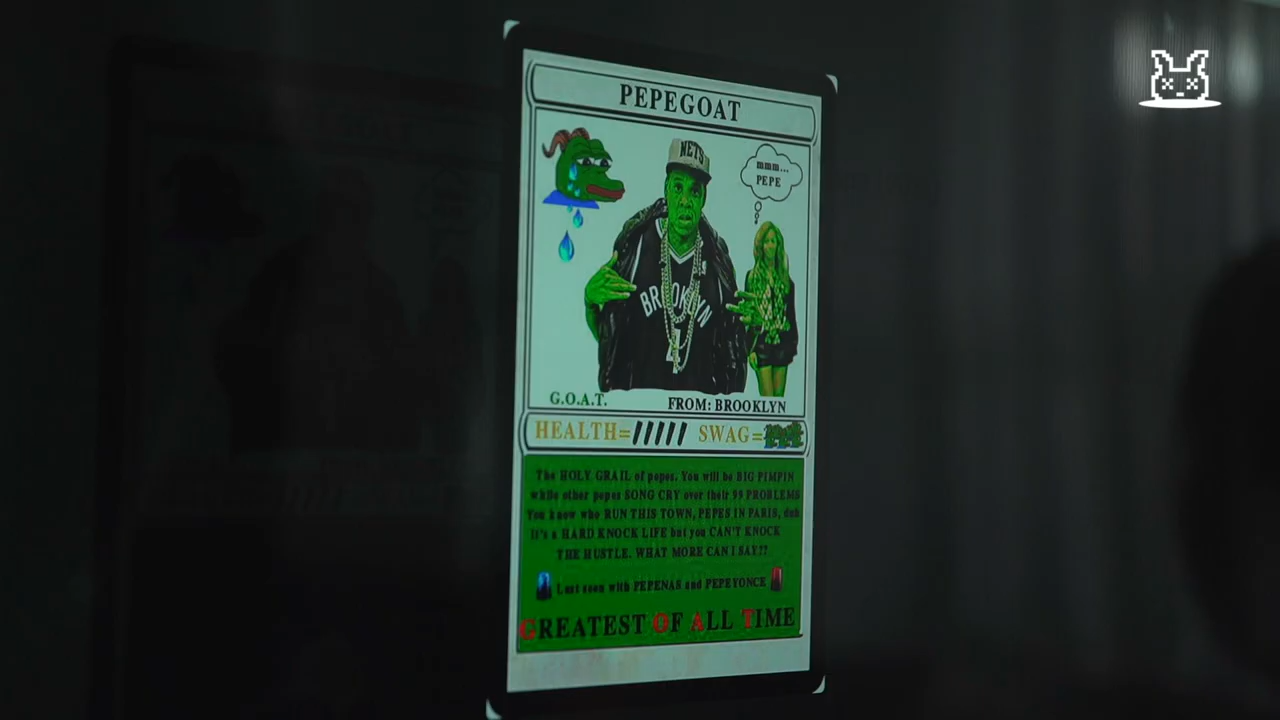 PEPEGOAT
NETS
mmm...
PEPE
BROOKLYN
G.O.A.T.
FROM: BROOKLYN
HEALTH=///// SWAG=
The HOLY GRAIL of pepes. You will be BIG PIMPIN
while other pepes SONG CRY over their 99 PROBLEMS
You know who RUN THIS TOWN, PEPES IN PARIS, duh
It's a HARD KNOCK LIFE but you CAN'T KNOCK
THE HUSTLE. WHAT MORE CAN I SAY??
Last seen with PEPENAS and PEPEYONCE
GREATEST OF ALL TIME